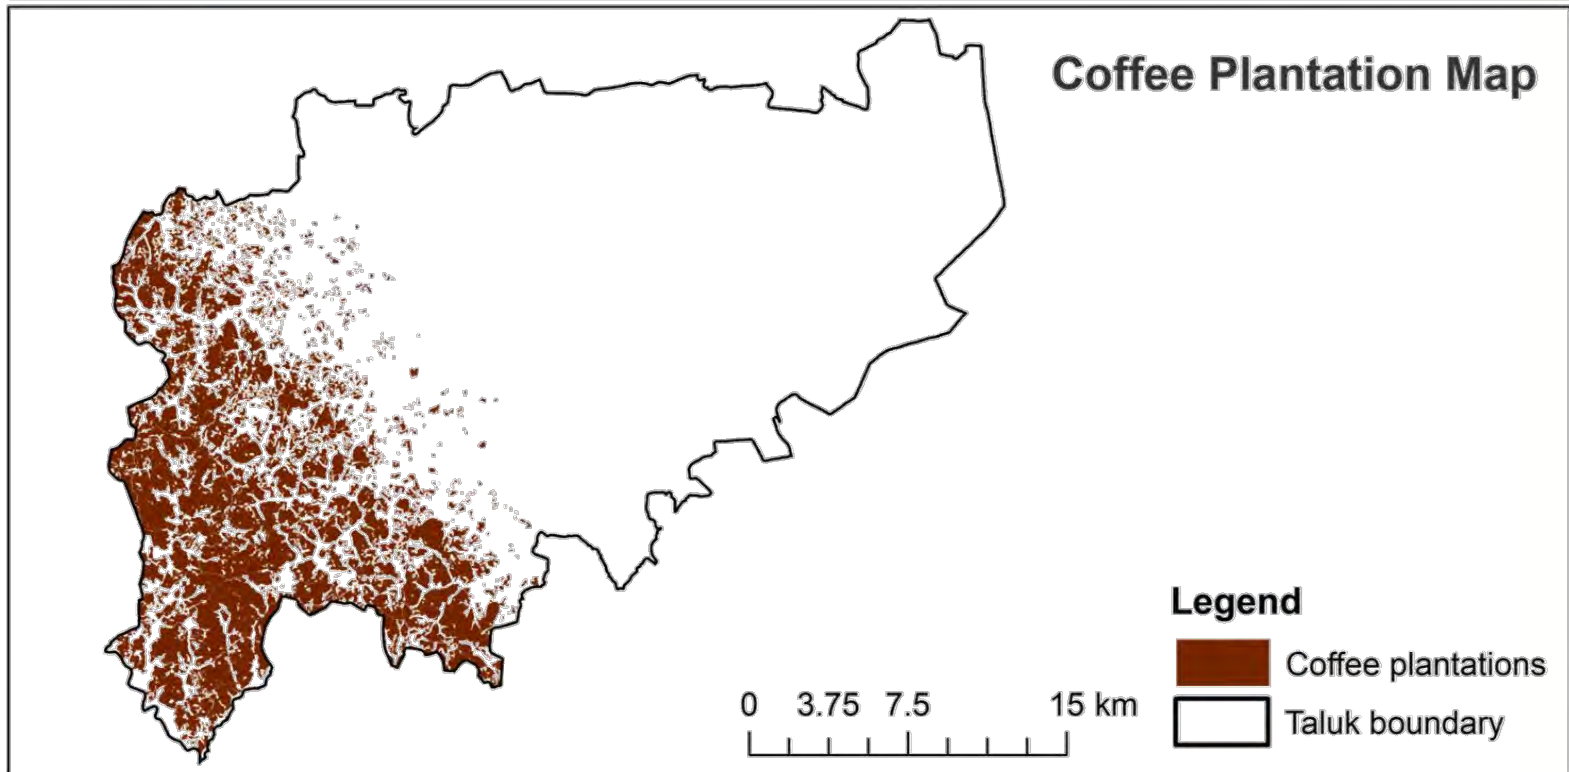 Coffee Plantation Map
Legend
Coffee plantations
Taluk boundary
0 3.75 7.5 15 km